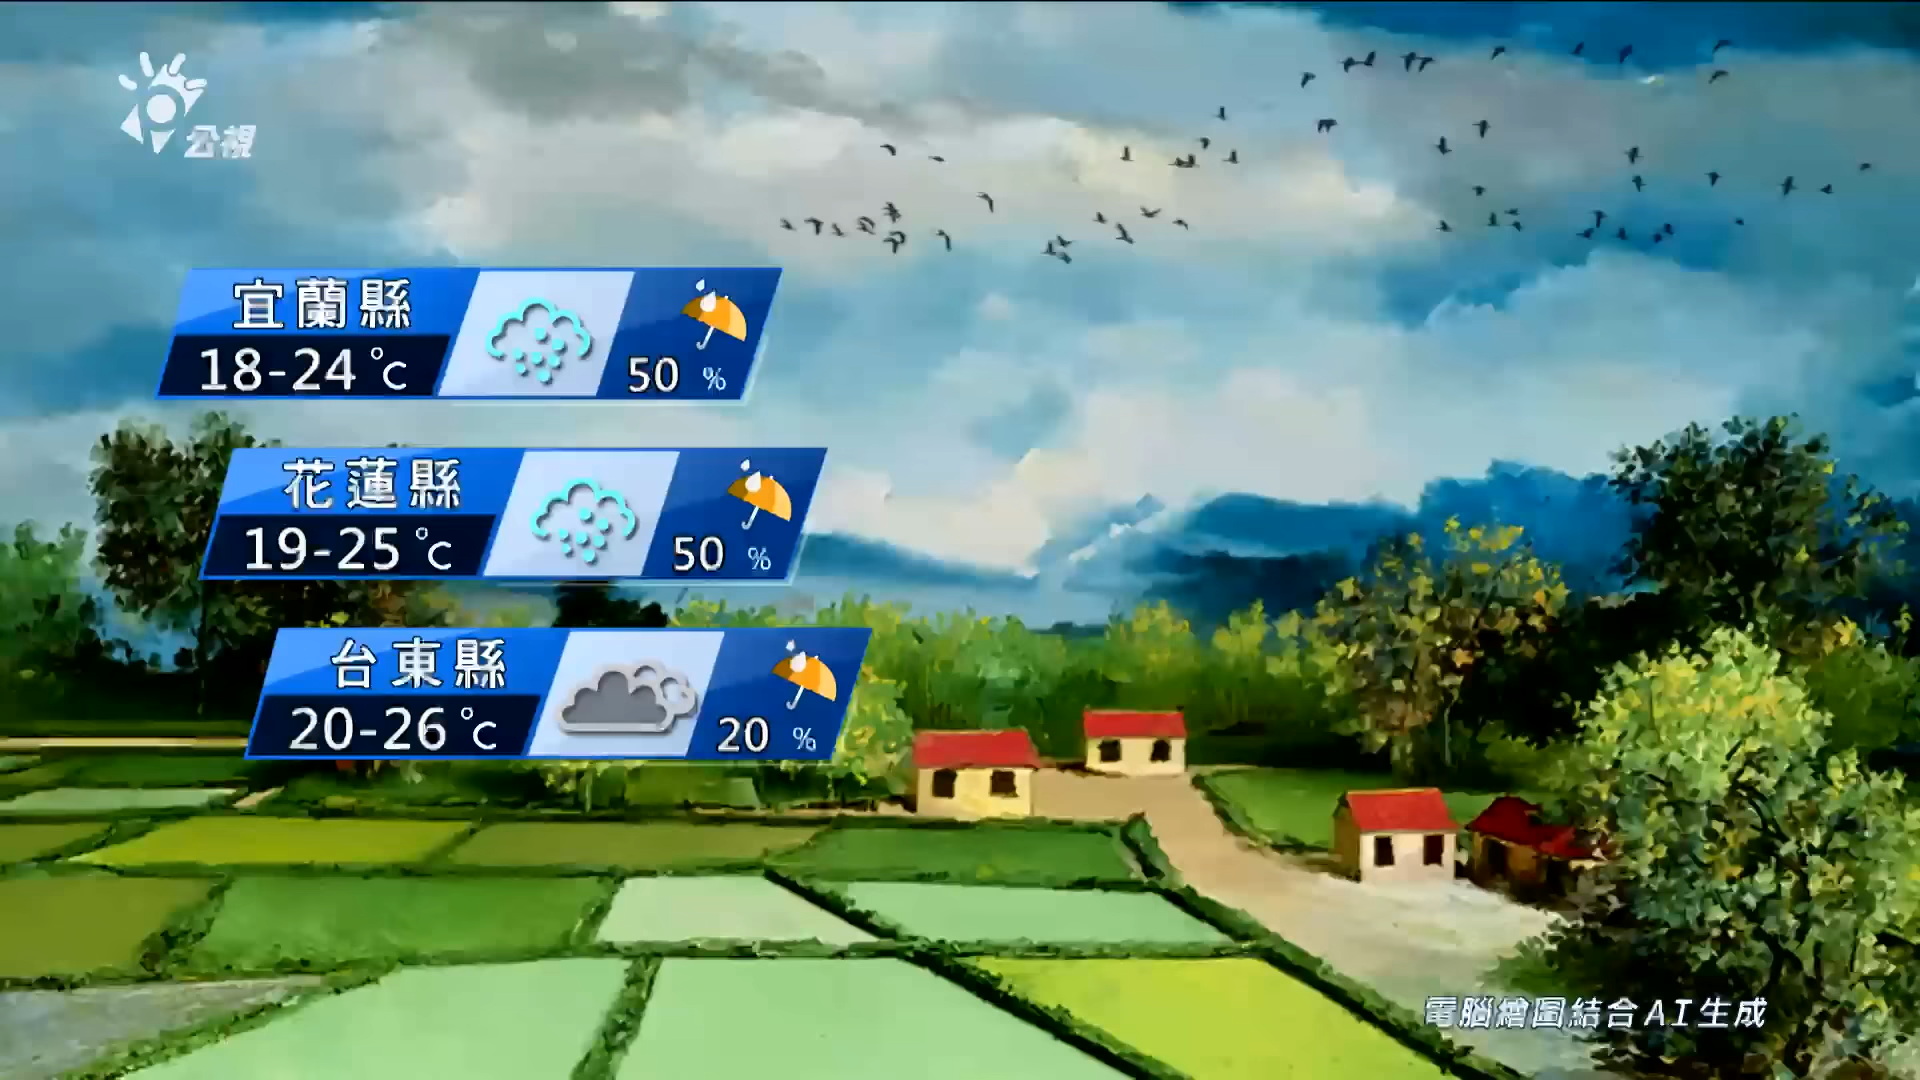 公視
宜蘭縣
18-24 °c
50 %
花蓮縣
19-25 °c
50 %
台東縣
20-26 °c
20 %
電腦繪圖結合AI生成